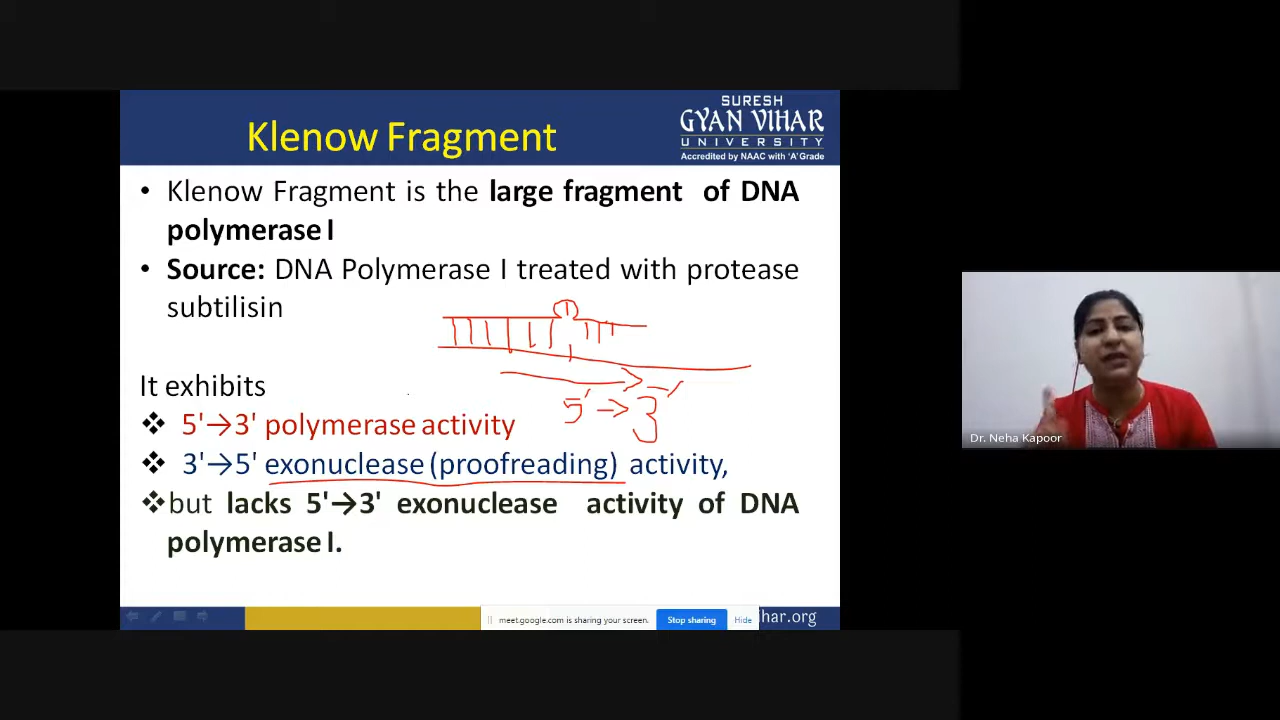 Klenow Fragment
SURESH
GYAN VIHAR
UNIVERSITY
Accredited by NAAC with 'A' Grade
• Klenow Fragment is the large fragment of DNA
polymerase I
• Source: DNA Polymerase I treated with protease
subtilisin
It exhibits
❖ 5'→3' polymerase activity
5' → 3'
❖ 3'→5' exonuclease (proofreading) activity,
❖but lacks 5'→3' exonuclease activity of DNA
polymerase I.
Dr. Neha Kapoor
meet.google.com is sharing your screen.
Stop sharing
Hide
ihar.org